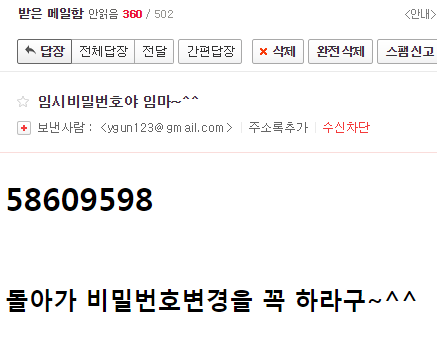 받은 메일함 안읽음 360 / 502 <안내>
답장 전체답장 전달 간편답장 × 삭제 완전삭제 스팸신고
임시비밀번호야 임마~^^
보낸사람 : <ygun123@gmail.com> 주소록추가 수신차단
58609598
돌아가 비밀번호변경을 꼭 하라구~^^